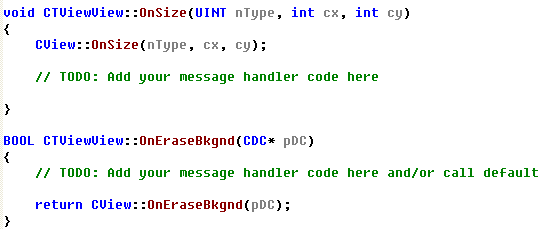 void CTViewView::OnSize(UINT nType, int cx, int cy)
{
    CView::OnSize(nType, cx, cy);
    // TODO: Add your message handler code here
}
BOOL CTViewView::OnEraseBkgnd(CDC* pDC)
{
    // TODO: Add your message handler code here and/or call default
    return CView::OnEraseBkgnd(pDC);
}